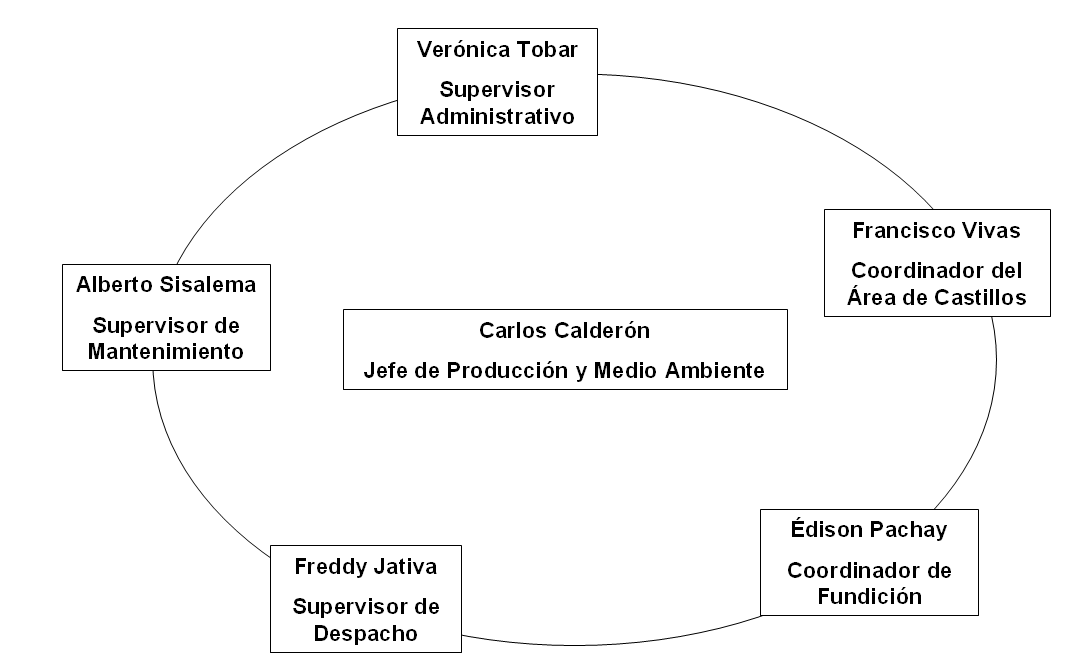 Verónica Tobar
Supervisor
Administrativo
Francisco Vivas
Coordinador del
Área de Castillos
Alberto Sisalema
Supervisor de
Mantenimiento
Carlos Calderón
Jefe de Producción y Medio Ambiente
Édison Pachay
Coordinador de
Fundición
Freddy Jativa
Supervisor de
Despacho